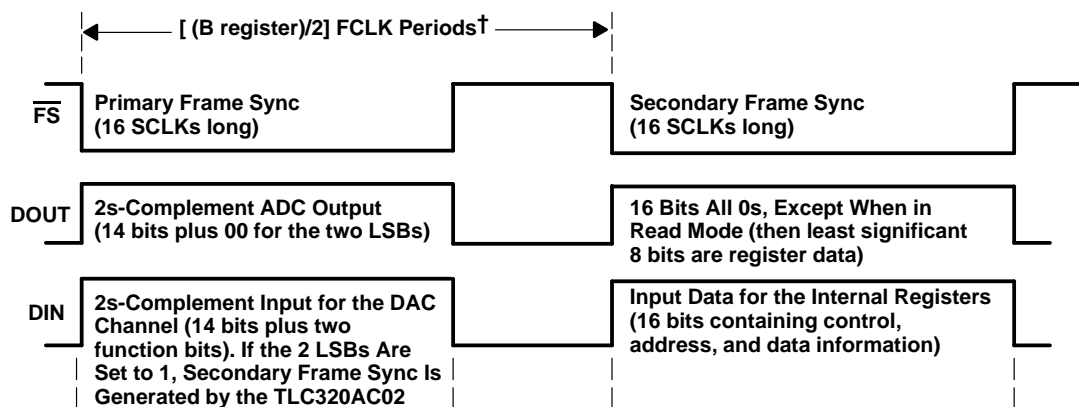 [ (B register)/2] FCLK Periods†
FS
Primary Frame Sync
(16 SCLKs long)
Secondary Frame Sync
(16 SCLKs long)
DOUT
2s-Complement ADC Output
(14 bits plus 00 for the two LSBs)
16 Bits All 0s, Except When in
Read Mode (then least significant
8 bits are register data)
DIN
2s-Complement Input for the DAC
Channel (14 bits plus two
function bits). If the 2 LSBs Are
Set to 1, Secondary Frame Sync Is
Generated by the TLC320AC02
Input Data for the Internal Registers
(16 bits containing control,
address, and data information)